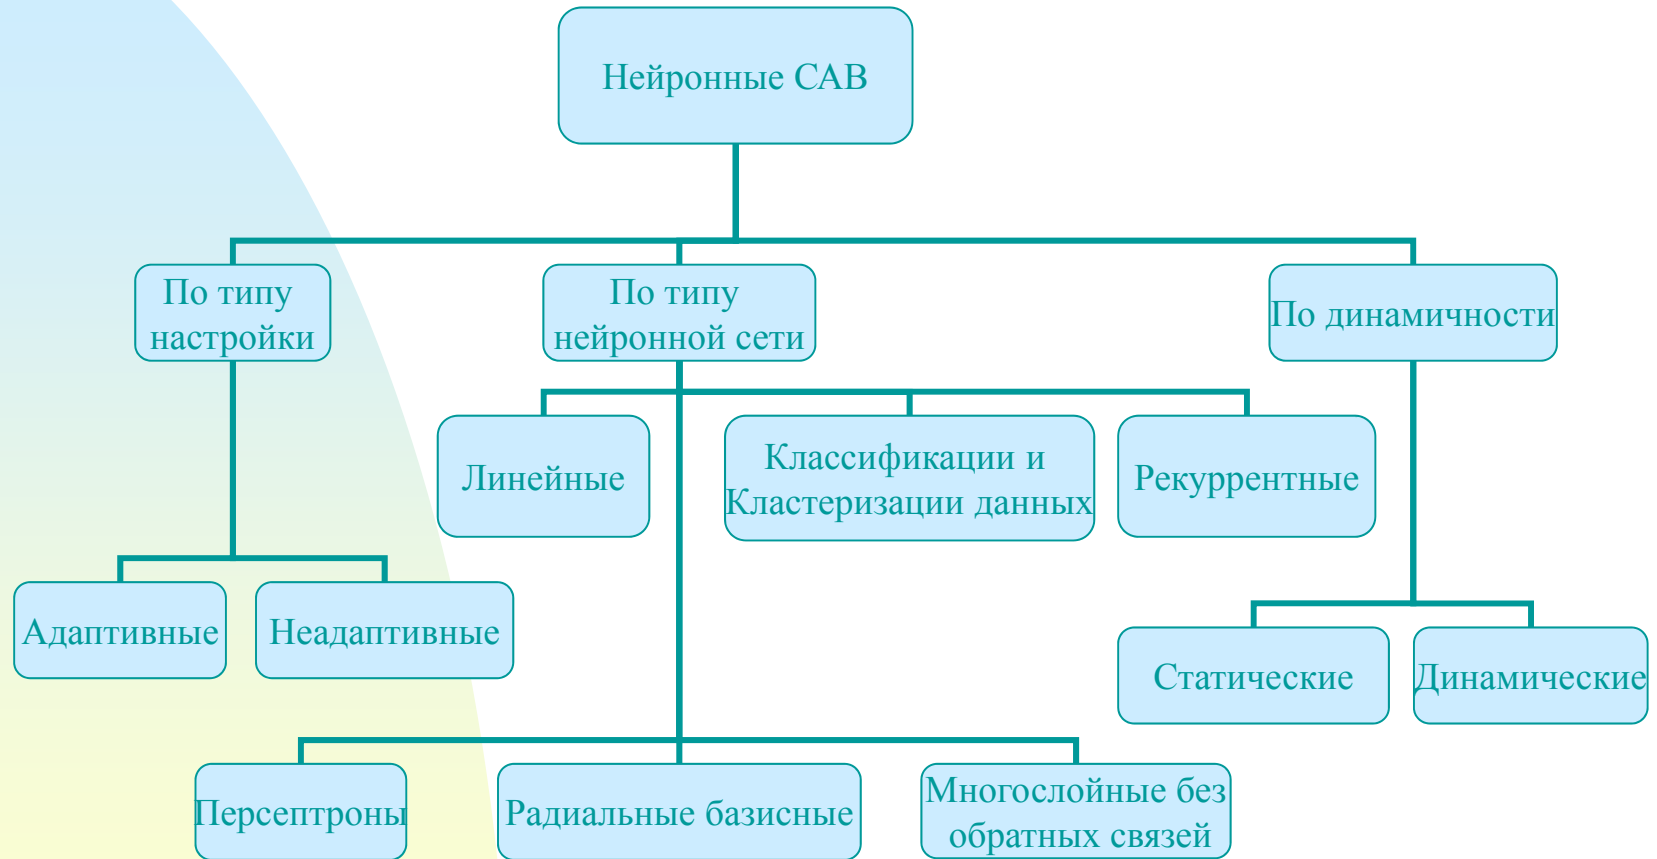 Нейронные САВ
По типу
настройки
По типу
нейронной сети
По динамичности
Линейные
Классификации и
Кластеризации данных
Рекуррентные
Адаптивные
Неадаптивные
Статические
Динамические
Персептроны
Радиальные базисные
Многослойные без
обратных связей